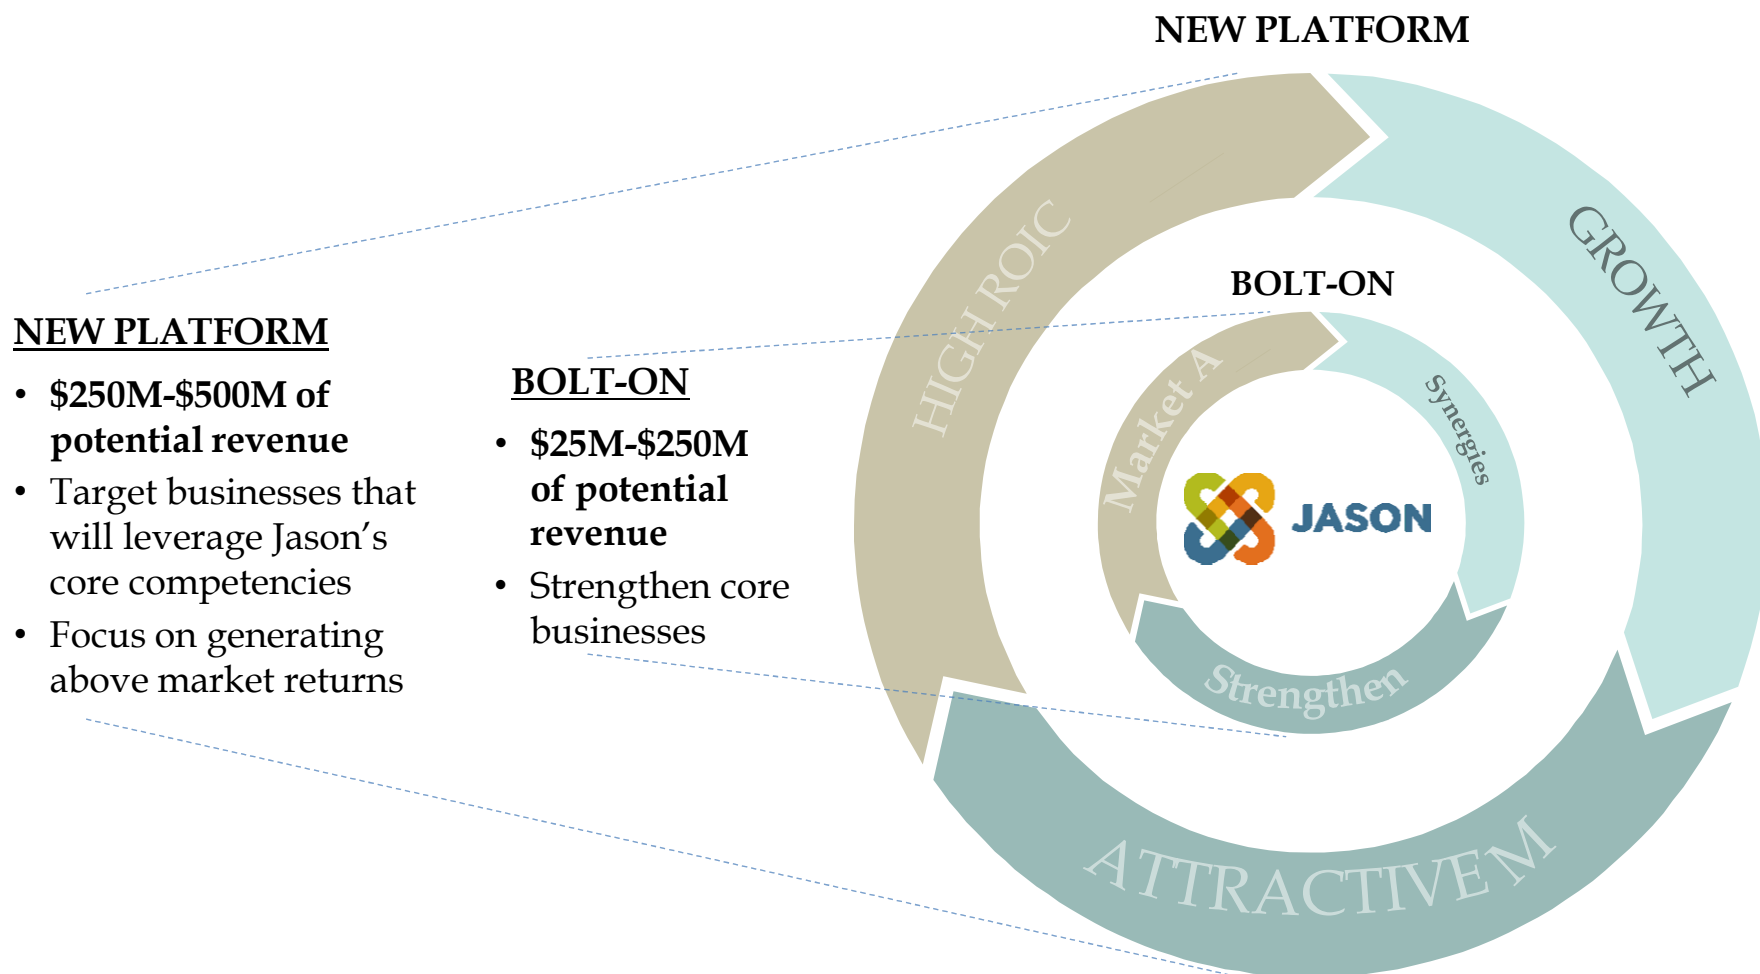 NEW PLATFORM
HIGH ROIC
GROWTH
ATTRACTIVE M
BOLT-ON
Market A
Synergies
Strengthen
JASON
NEW PLATFORM
• $250M-$500M of
potential revenue
• Target businesses that
will leverage Jason’s
core competencies
• Focus on generating
above market returns
BOLT-ON
• $25M-$250M
of potential
revenue
• Strengthen core
businesses